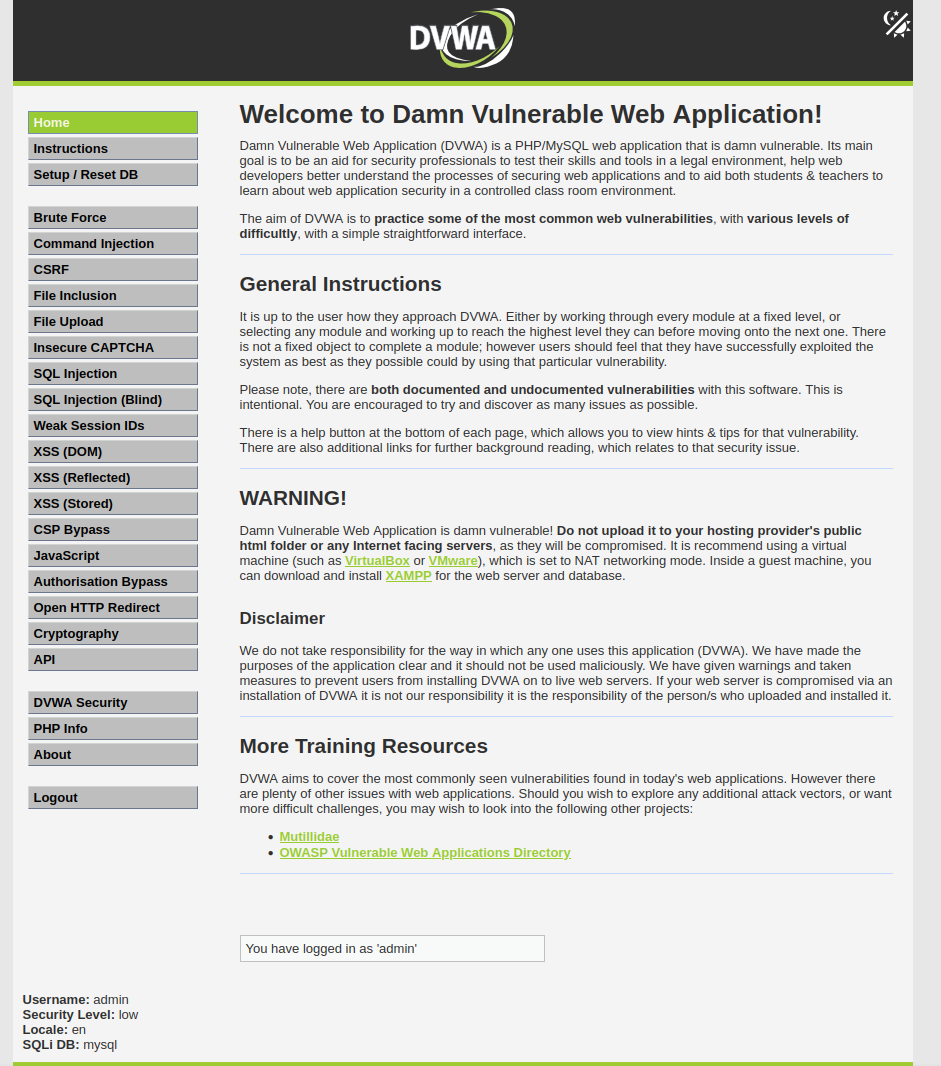 DVWA
Home
Instructions
Setup / Reset DB
Brute Force
Command Injection
CSRF
File Inclusion
File Upload
Insecure CAPTCHA
SQL Injection
SQL Injection (Blind)
Weak Session IDs
XSS (DOM)
XSS (Reflected)
XSS (Stored)
CSP Bypass
JavaScript
Authorisation Bypass
Open HTTP Redirect
Cryptography
API
DVWA Security
PHP Info
About
Logout
Welcome to Damn Vulnerable Web Application!
Damn Vulnerable Web Application (DVWA) is a PHP/MySQL web application that is damn vulnerable. Its main
goal is to be an aid for security professionals to test their skills and tools in a legal environment, help web
developers better understand the processes of securing web applications and to aid both students & teachers to
learn about web application security in a controlled class room environment.
The aim of DVWA is to practice some of the most common web vulnerabilities, with various levels of
difficultly, with a simple straightforward interface.
General Instructions
It is up to the user how they approach DVWA. Either by working through every module at a fixed level, or
selecting any module and working up to reach the highest level they can before moving onto the next one. There
is not a fixed object to complete a module; however users should feel that they have successfully exploited the
system as best as they possible could by using that particular vulnerability.
Please note, there are both documented and undocumented vulnerabilities with this software. This is
intentional. You are encouraged to try and discover as many issues as possible.
There is a help button at the bottom of each page, which allows you to view hints & tips for that vulnerability.
There are also additional links for further background reading, which relates to that security issue.
WARNING!
Damn Vulnerable Web Application is damn vulnerable! Do not upload it to your hosting provider's public
html folder or any Internet facing servers, as they will be compromised. It is recommend using a virtual
machine (such as VirtualBox or VMware), which is set to NAT networking mode. Inside a guest machine, you
can download and install XAMPP for the web server and database.
Disclaimer
We do not take responsibility for the way in which any one uses this application (DVWA). We have made the
purposes of the application clear and it should not be used maliciously. We have given warnings and taken
measures to prevent users from installing DVWA on to live web servers. If your web server is compromised via an
installation of DVWA it is not our responsibility it is the responsibility of the person/s who uploaded and installed it.
More Training Resources
DVWA aims to cover the most commonly seen vulnerabilities found in today's web applications. However there
are plenty of other issues with web applications. Should you wish to explore any additional attack vectors, or want
more difficult challenges, you may wish to look into the following other projects:
• Mutillidae
• OWASP Vulnerable Web Applications Directory
You have logged in as 'admin'
Username: admin
Security Level: low
Locale: en
SQLi DB: mysql